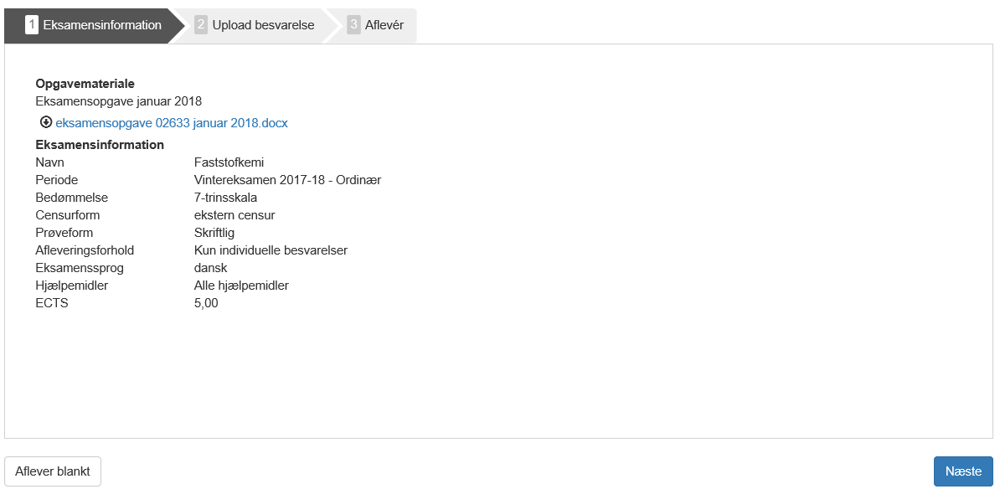 1 Eksamensinformation 2 Upload besvarelse 3 Aflevér
Opgavemateriale
Eksamensopgave januar 2018
eksamensopgave 02633 januar 2018.docx
Eksamensinformation
Navn Faststofkemi
Periode Vintereksamen 2017-18 - Ordinær
Bedømmelse 7-trinsskala
Censurform ekstern censur
Prøveform Skriftlig
Afleveringsforhold Kun individuelle besvarelser
Eksamenssprog dansk
Hjælpemidler Alle hjælpemidler
ECTS 5,00
Aflever blankt Næste